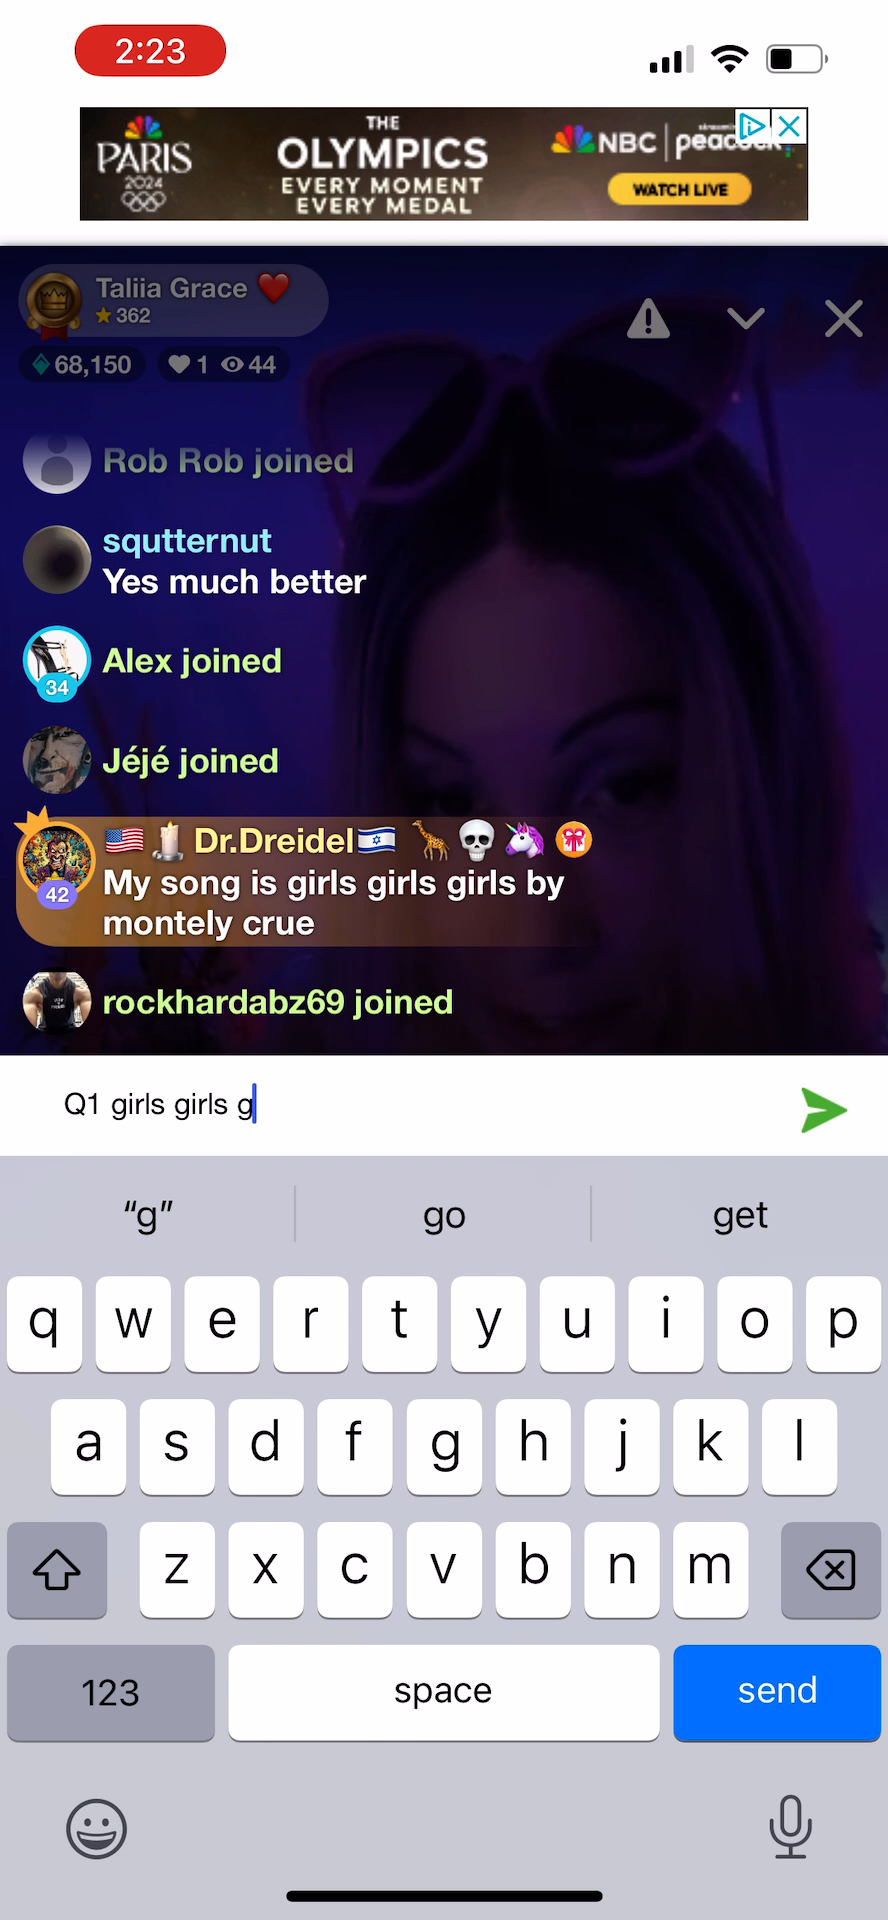 2:23
PARIS
2024
THE
OLYMPICS
EVERY MOMENT
EVERY MEDAL
NBC | peacock
WATCH LIVE
Taliia Grace ❤️
★ 362
68,150 1 44
Rob Rob joined
squtternut
Yes much better
Alex joined
34
Jéjé joined
🇺🇸🕯️ Dr.Dreidel🇮🇱 🦒💀🦄
My song is girls girls girls by
montely crue
42
rockhardabz69 joined
Q1 girls girls g
“g” go get
q w e r t y u i o p
a s d f g h j k l
z x c v b n m
123 space send